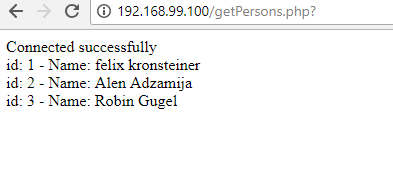 192.168.99.100/getPersons.php?
Connected successfully
id: 1 - Name: felix kronsteiner
id: 2 - Name: Alen Adzamija
id: 3 - Name: Robin Gugel